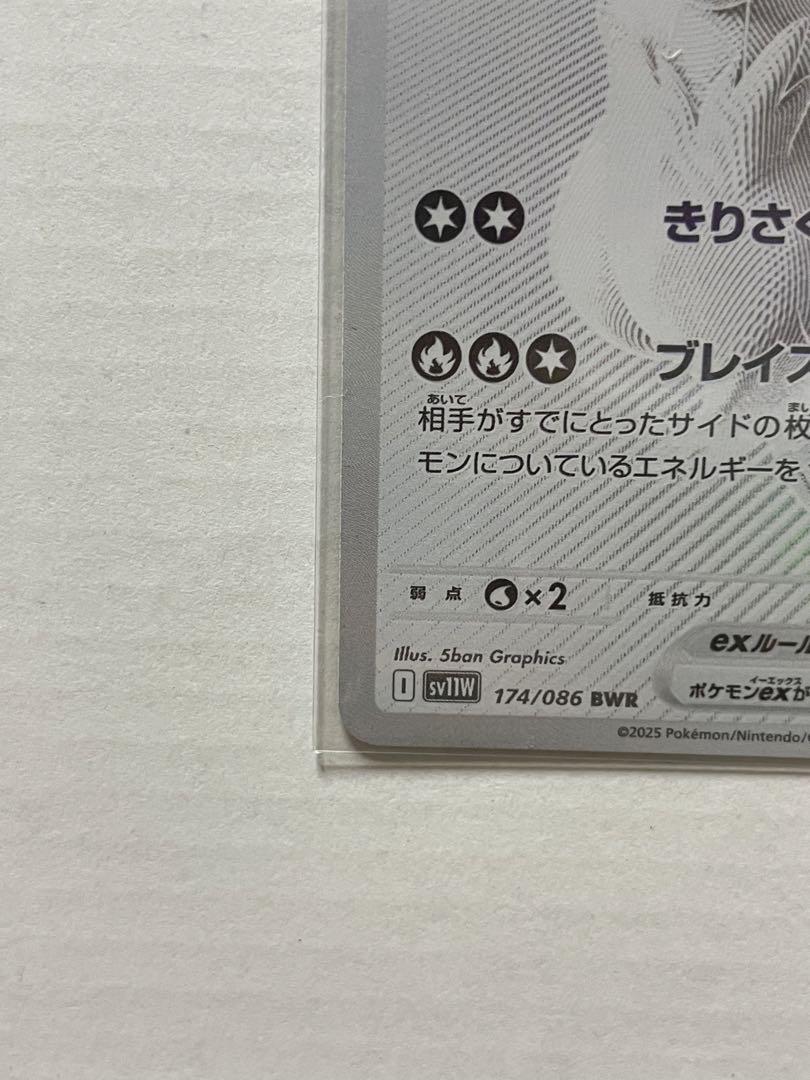 きりさく
ブレイズ
あいて まい
相手がすでにとったサイドの枚
モンについているエネルギーを
弱点 ×2 抵抗力
Illus. 5ban Graphics
exルール
I sv11W 174/086 BWR
イーエックス
ポケモンexが
©2025 Pokémon/Nintendo/